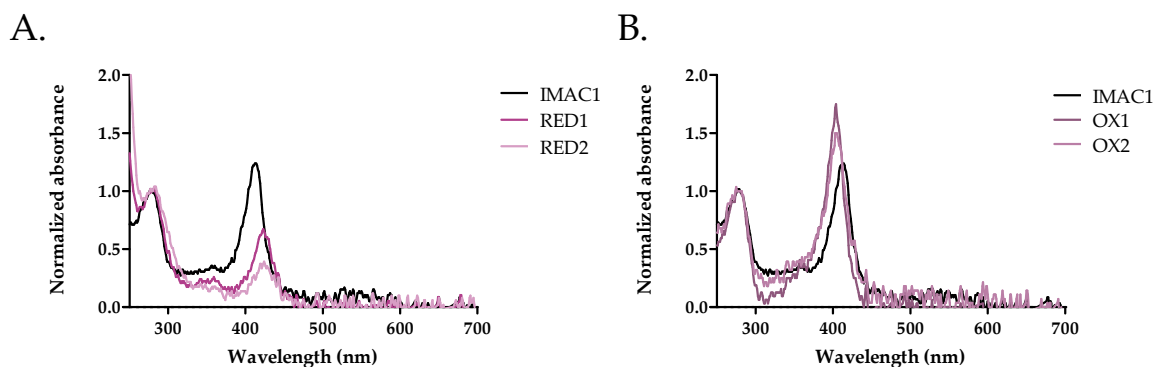 A.
2.0
1.5
1.0
0.5
0.0
300
400
500
600
700
Normalized absorbance
Wavelength (nm)
IMAC1
RED1
RED2
B.
2.0
1.5
1.0
0.5
0.0
300
400
500
600
700
Normalized absorbance
Wavelength (nm)
IMAC1
OX1
OX2